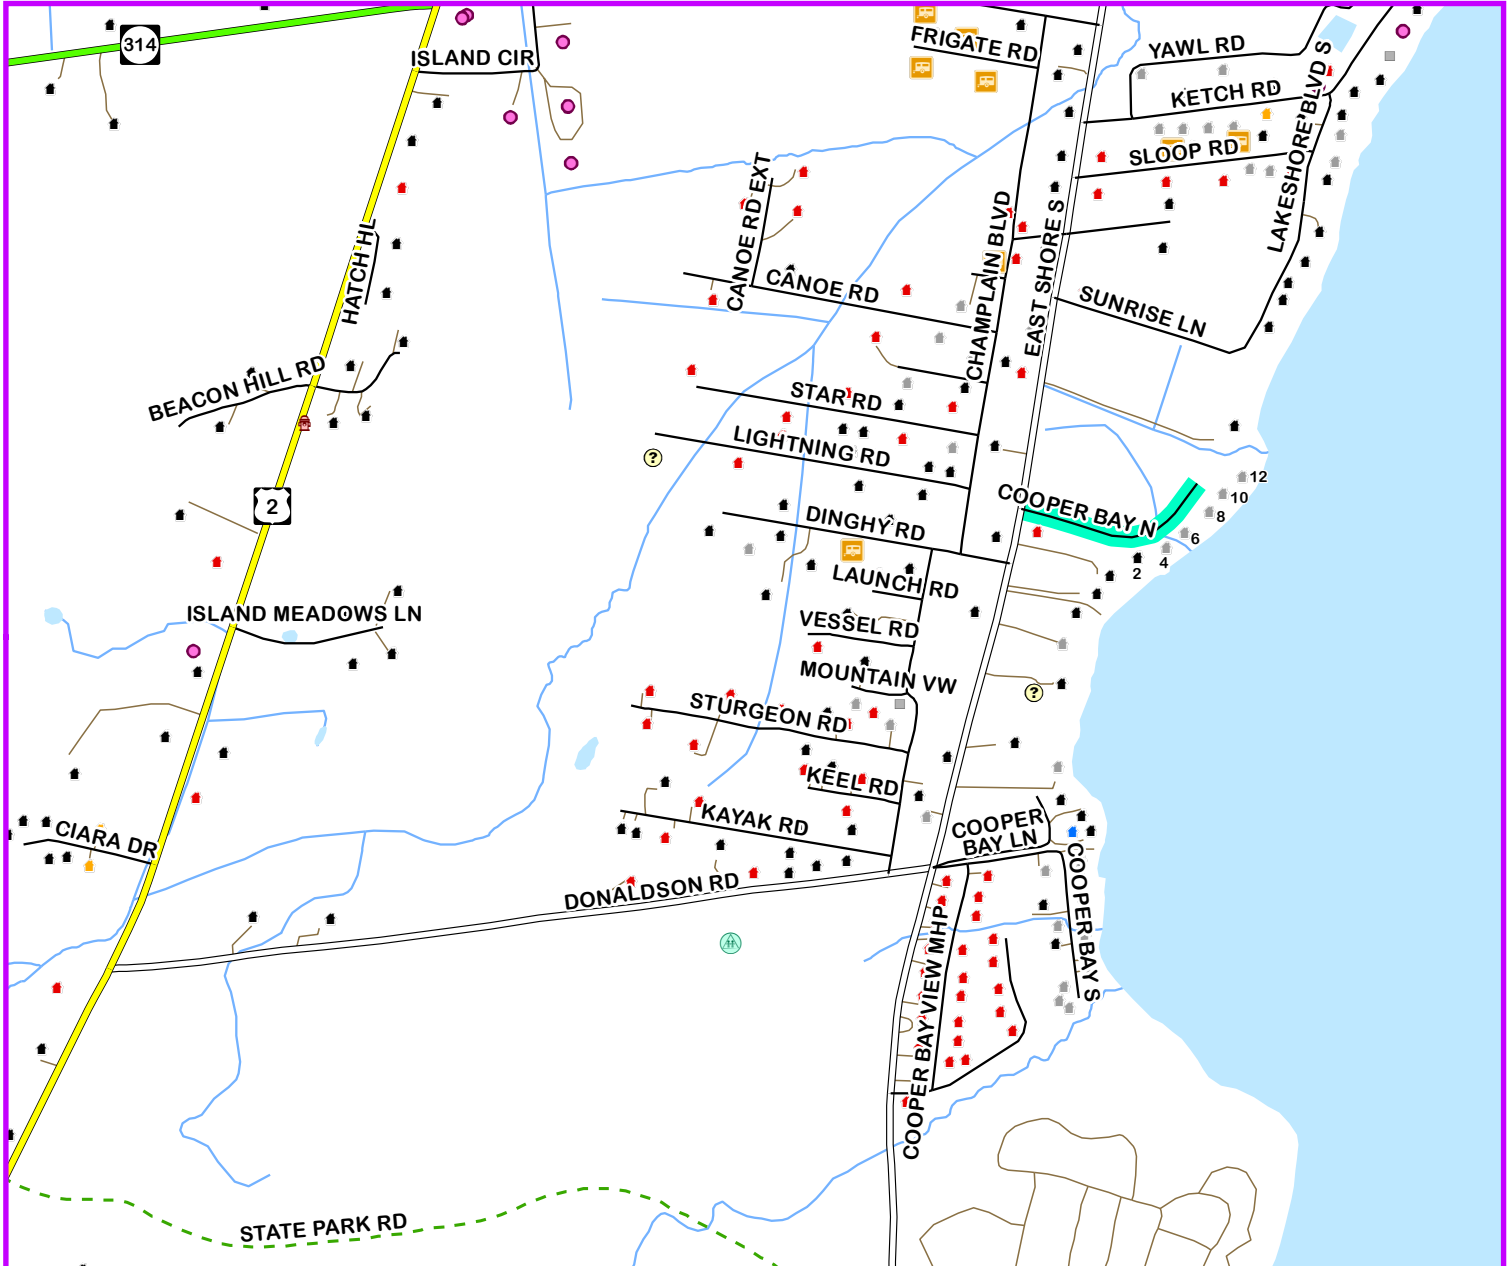 314
ISLAND CIR
FRIGATE RD
YAWL RD
KETCH RD
SLOOP RD
LAKESHORE BLVD S
CANOE RD EXT
CANOE RD
CHAMPLAIN BLVD
EAST SHORE S
SUNRISE LN
HATCH HL
BEACON HILL RD
STAR RD
LIGHTNING RD
?
2
COOPER BAY N
12
10
8
6
4
2
DINGHY RD
LAUNCH RD
ISLAND MEADOWS LN
VESSEL RD
MOUNTAIN VW
?
STURGEON RD
KEEL RD
KAYAK RD
CIARA DR
COOPER
BAY LN
COOPER BAY S
DONALDSON RD
COOPER BAY VIEW MHP
STATE PARK RD